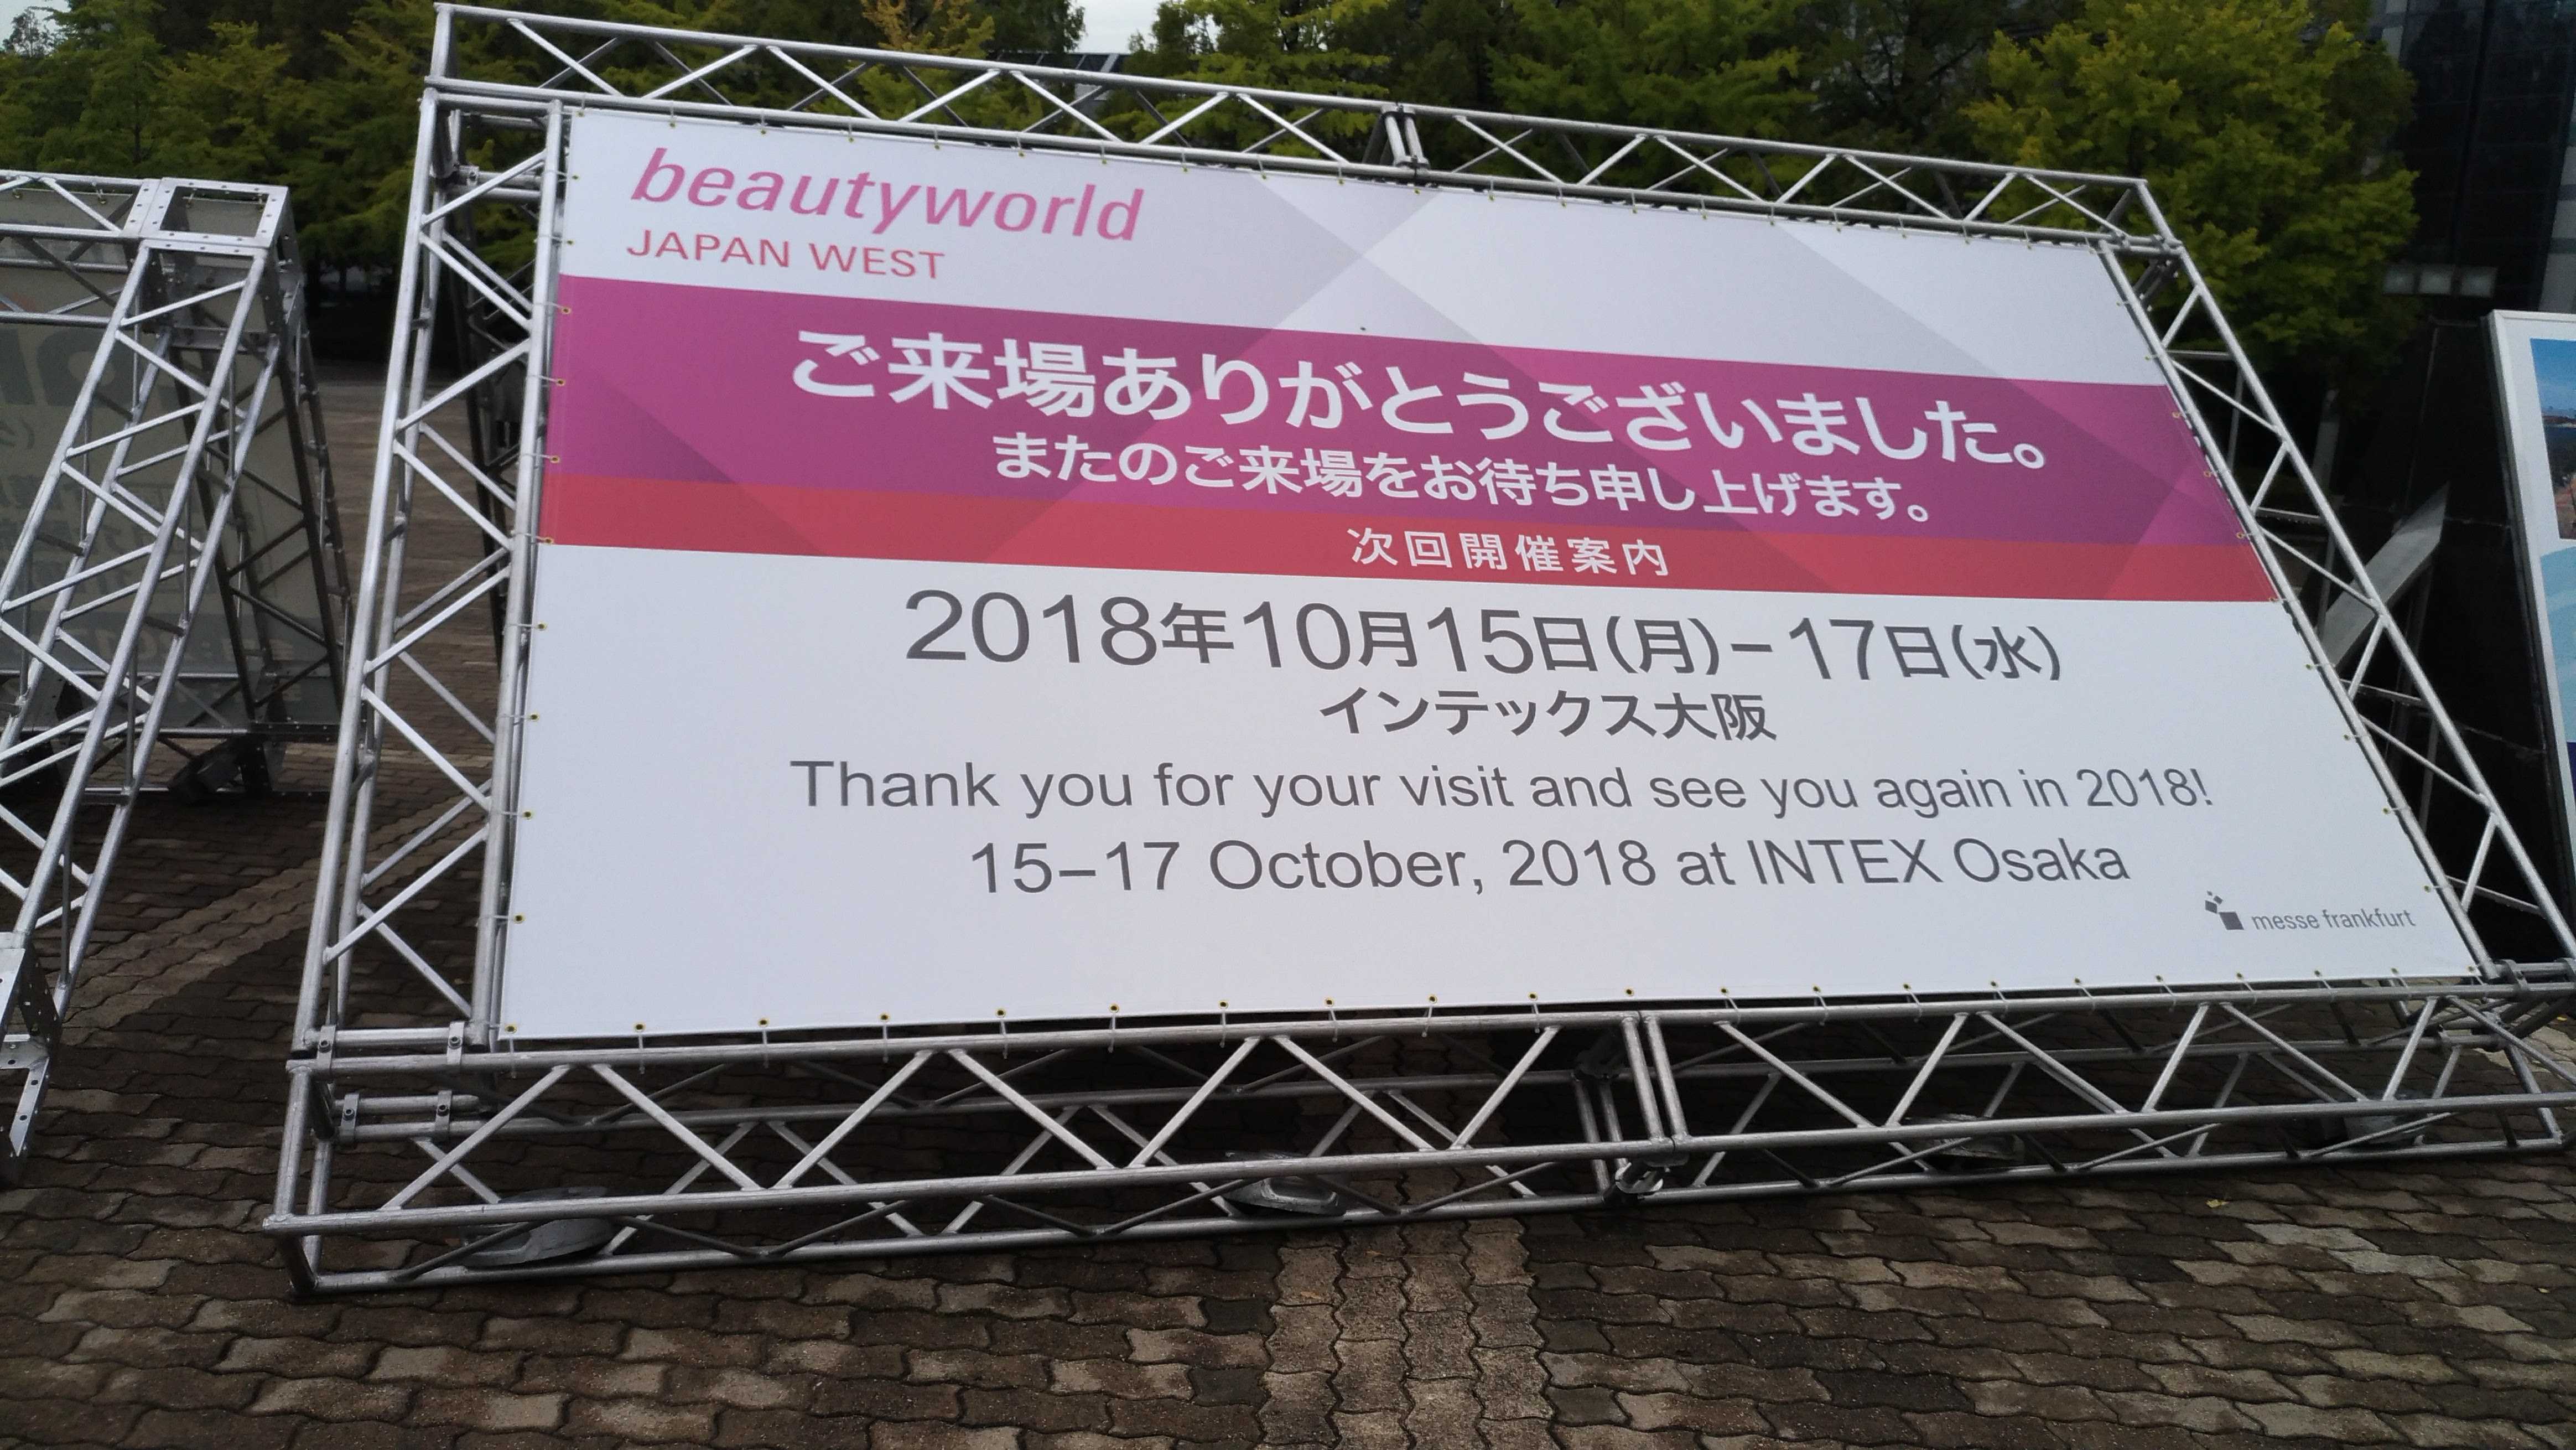 beautyworld
JAPAN WEST
ご来場ありがとうございました。
またのご来場をお待ち申し上げます。
次回開催案内
2018年10月15日(月)–17日(水)
インテックス大阪
Thank you for your visit and see you again in 2018!
15–17 October, 2018 at INTEX Osaka
messe frankfurt